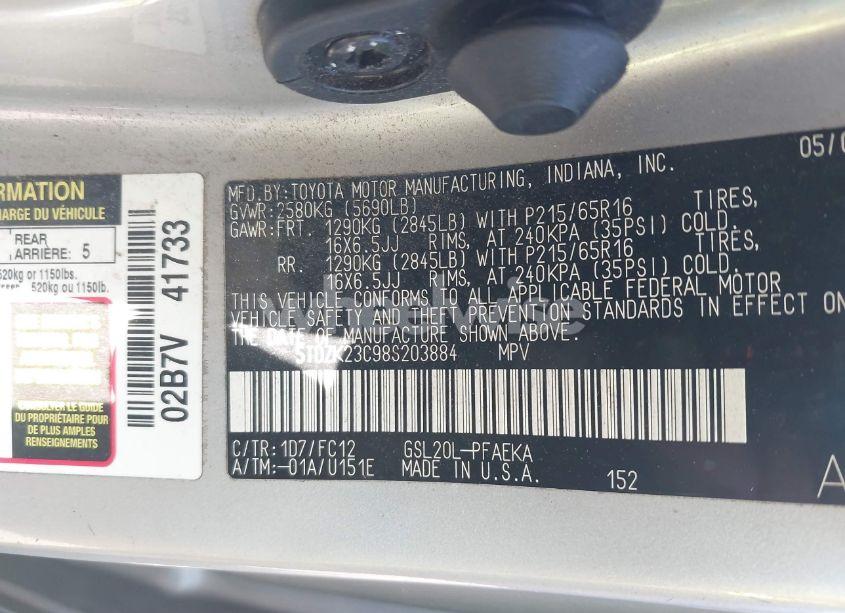 RMATION
CHARGE DU VÉHICULE
REAR
ARRIÈRE: 5
520kg or 1150lbs.
520kg ou 1150lb.
CONSULTER LE GUIDE
DU PROPRIÉTAIRE POUR
DE PLUS AMPLES
RENSEIGNEMENTS
02B7V 41733
05/0
MFD.BY:TOYOTA MOTOR MANUFACTURING, INDIANA, INC.
GVWR:2580KG (5690LB)
GAWR:FRT. 1290KG (2845LB) WITH P215/65R16 TIRES,
16X6.5JJ RIMS, AT 240KPA (35PSI) COLD.
RR. 1290KG (2845LB) WITH P215/65R16 TIRES,
16X6.5JJ RIMS, AT 240KPA (35PSI) COLD.
THIS VEHICLE CONFORMS TO ALL APPLICABLE FEDERAL MOTOR
VEHICLE SAFETY AND THEFT PREVENTION STANDARDS IN EFFECT ON
THE DATE OF MANUFACTURE SHOWN ABOVE.
5TDZK23C98S203884 MPV
C/TR: 1D7/FC12 GSL20L-PFAEKA
A/TM:-01A/U151E MADE IN U.S.A. 152
A